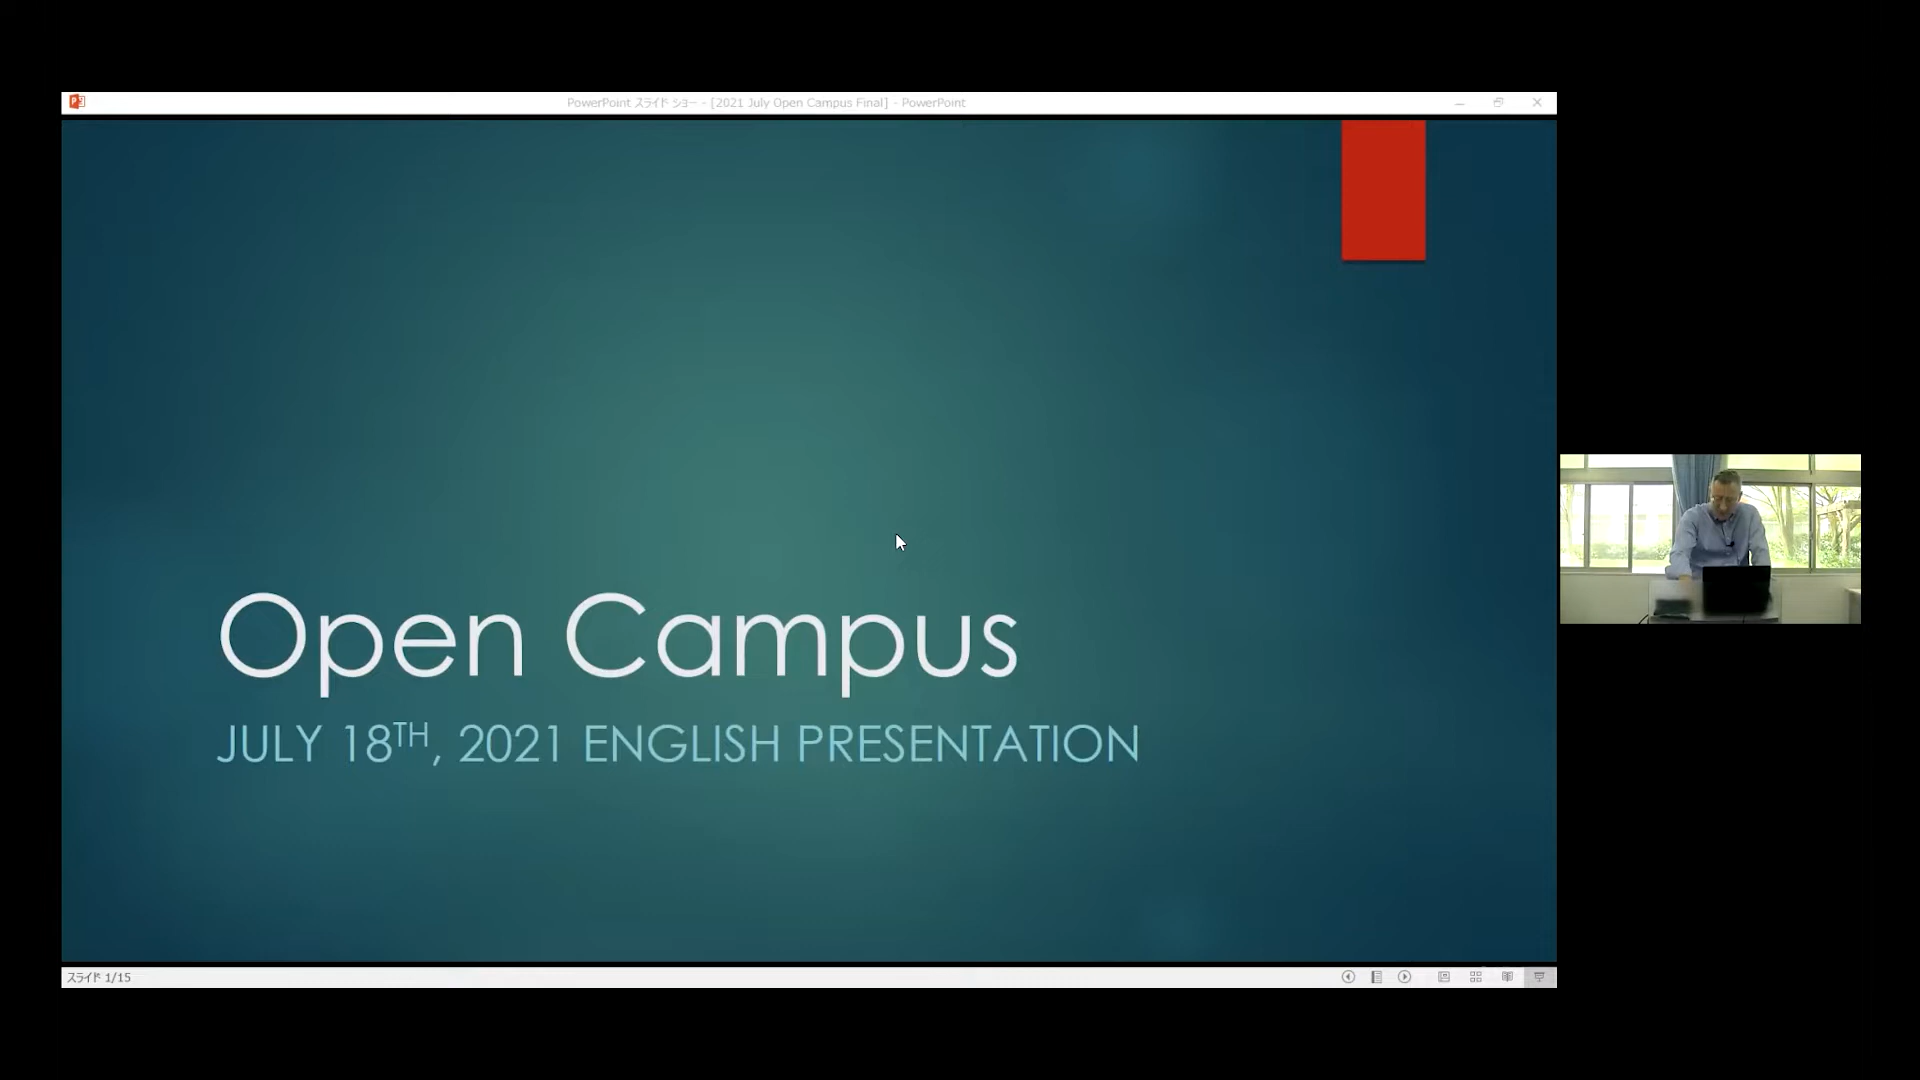 PowerPoint スライド ショー - [2021 July Open Campus Final] - PowerPoint
Open Campus
JULY 18TH, 2021 ENGLISH PRESENTATION
スライド 1/15